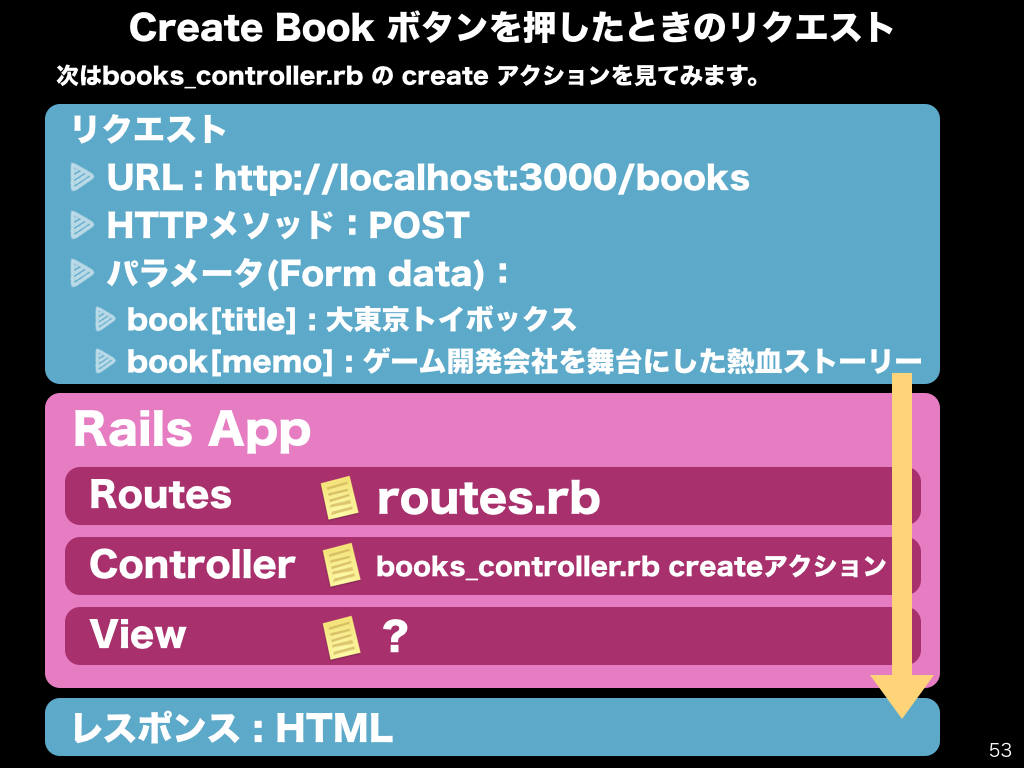 Create Book ボタンを押したときのリクエスト
次はbooks_controller.rb の create アクションを見てみます。
リクエスト
URL : http://localhost:3000/books
HTTPメソッド：POST
パラメータ(Form data)：
book[title] : 大東京トイボックス
book[memo] : ゲーム開発会社を舞台にした熱血ストーリー
Rails App
Routes routes.rb
Controller books_controller.rb createアクション
View ？
レスポンス : HTML
53